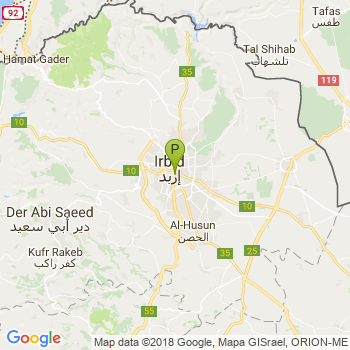 92
Tafas
طفس
Hamat Gader
Tal Shihab
تلشهاب
35
119
10
P
Irbid
إربد
10
Der Abi Saeed
دير أبي سعيد
10
Al-Husun
الحصن
Kufr Rakeb
كفر راكب
35
25
55
Google
Map data ©2018 Google, Mapa GISrael, ORION-ME